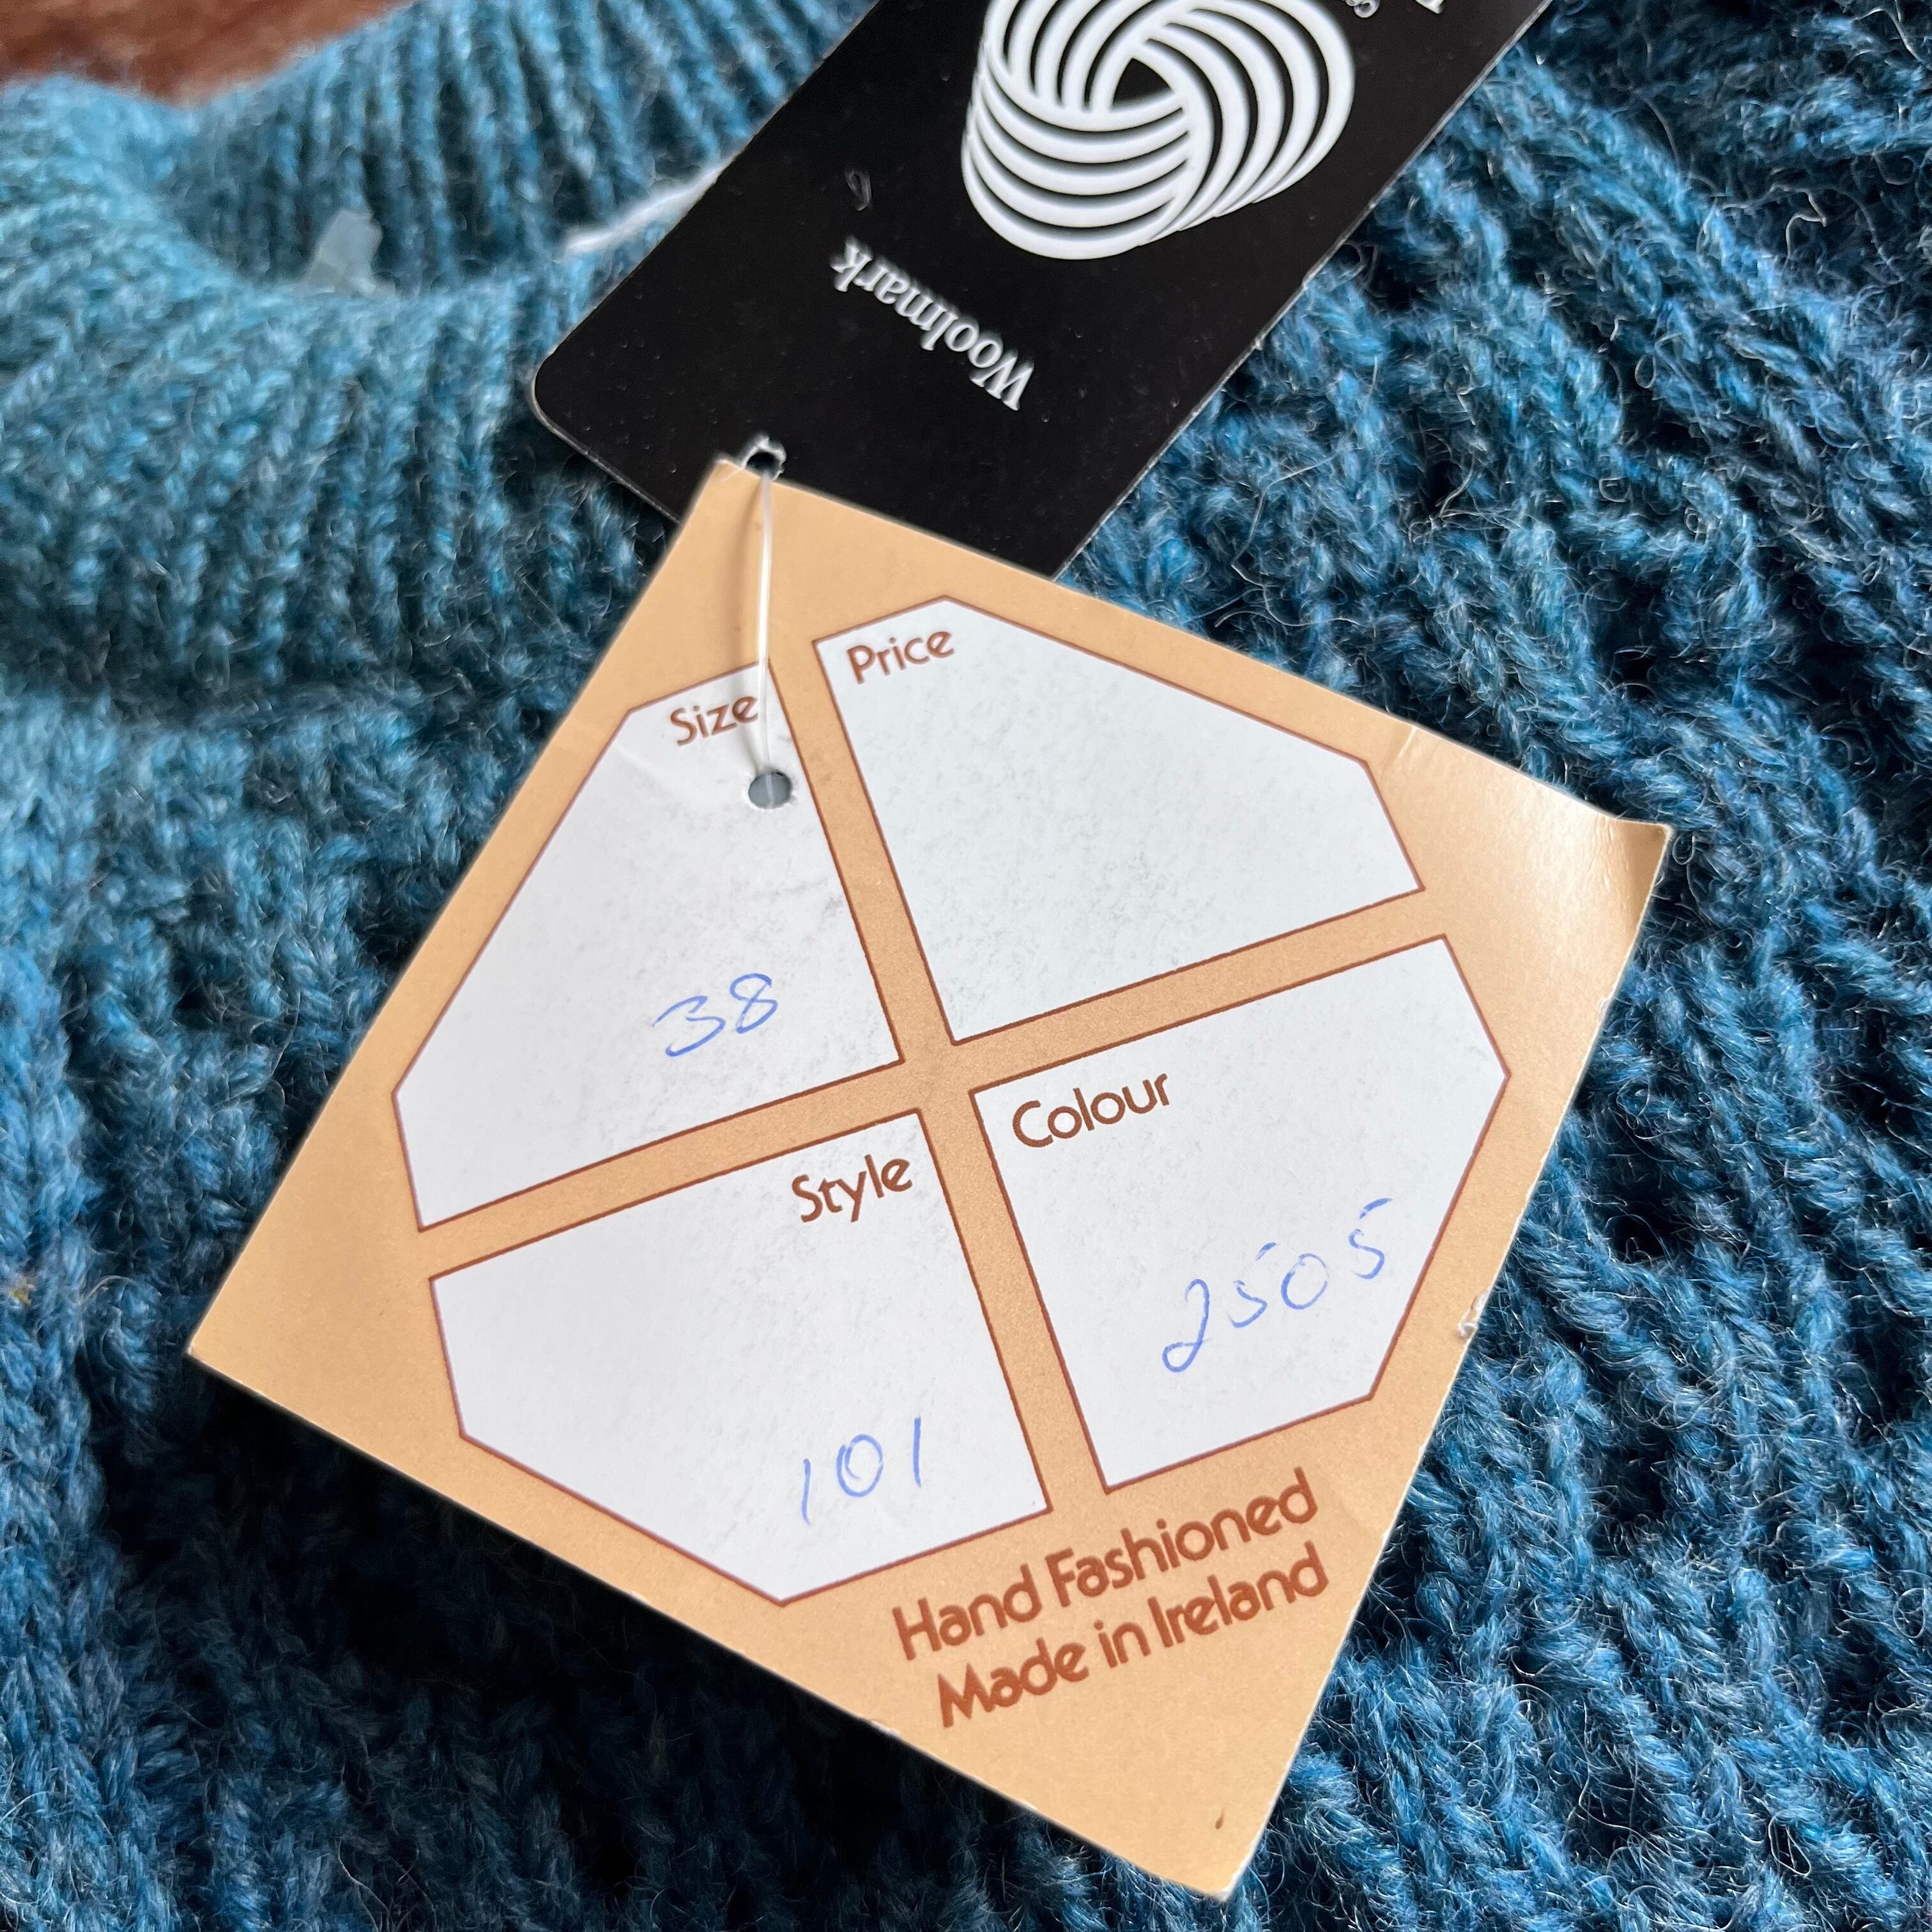 Woolmark
Price
Size
38
Colour
2505
Style
101
Hand Fashioned
Made in Ireland